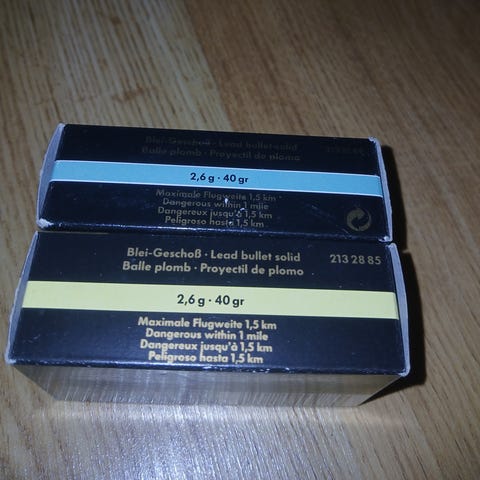 Blei-Geschoß · Lead bullet solid
Balle plomb · Proyectil de plomo
2,6 g · 40 gr
Maximale Flugweite 1,5 km
Dangerous within 1 mile
Dangereux jusqu'à 1,5 km
Peligroso hasta 1,5 km
Blei-Geschoß · Lead bullet solid 213 28 85
Balle plomb · Proyectil de plomo
2,6 g · 40 gr
Maximale Flugweite 1,5 km
Dangerous within 1 mile
Dangereux jusqu'à 1,5 km
Peligroso hasta 1,5 km